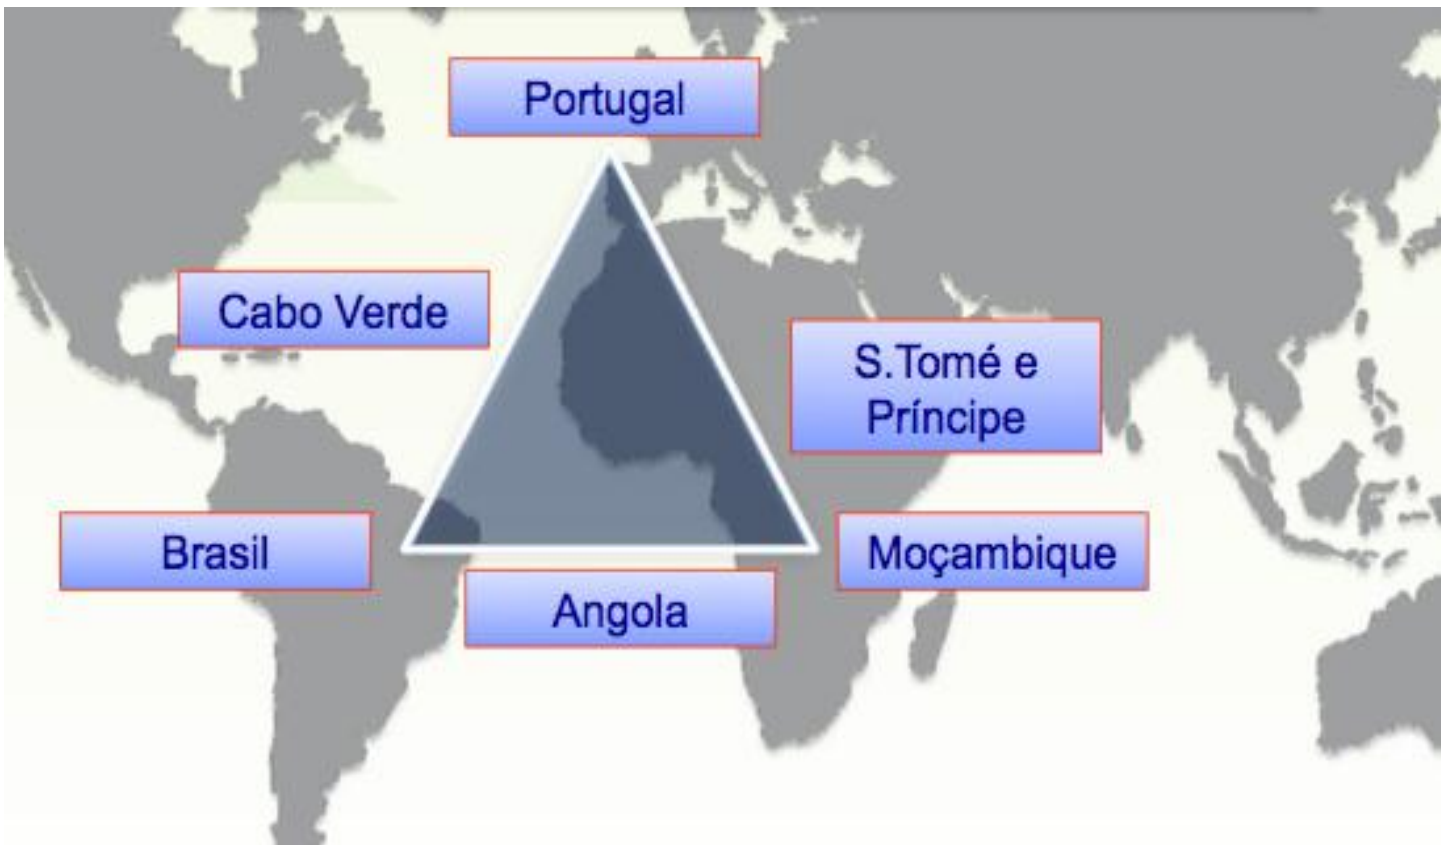 Portugal
Cabo Verde
S.Tomé e
Príncipe
Brasil
Moçambique
Angola